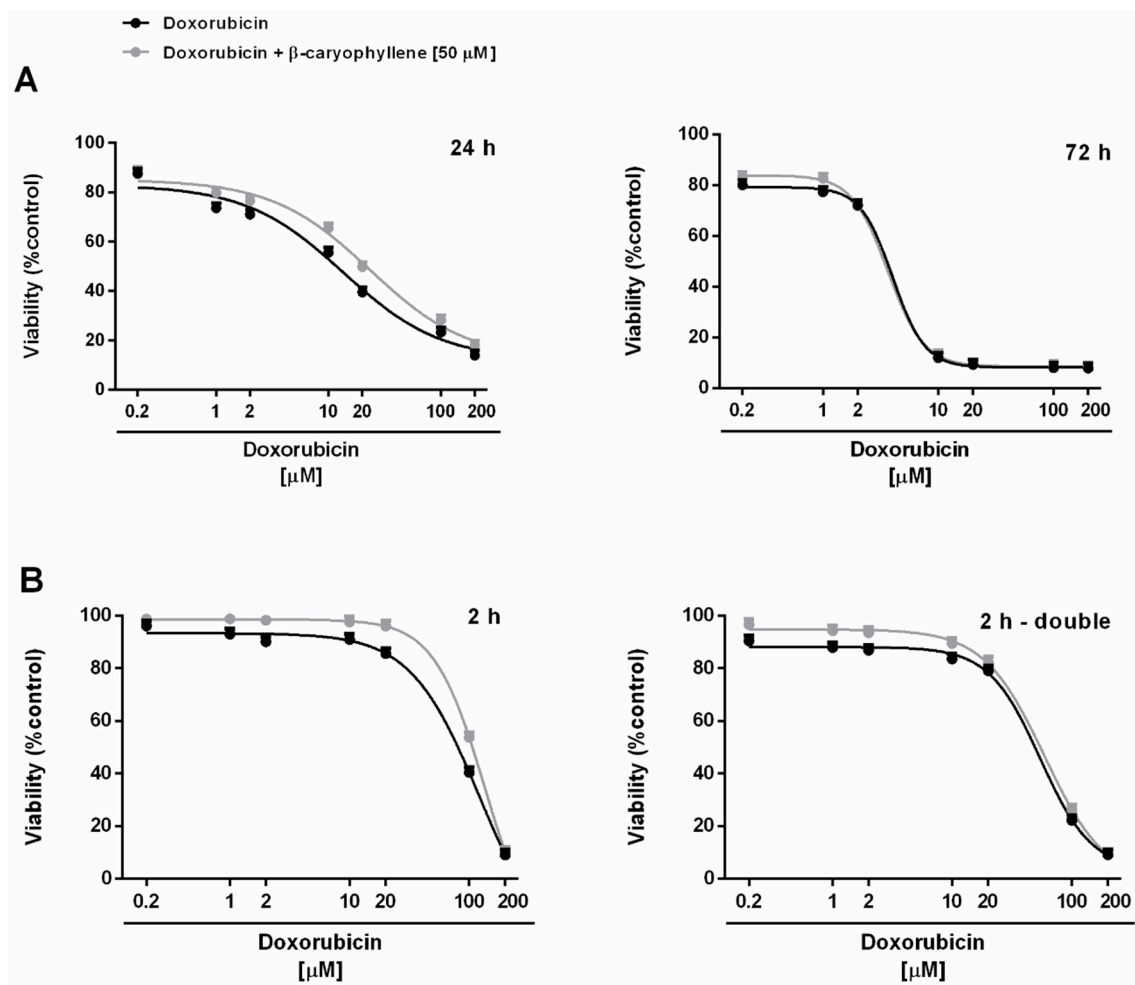 Doxorubicin
Doxorubicin + β-caryophyllene [50 μM]
A
24 h
Viability (%control)
100
80
60
40
20
0
0.2 1 2 10 20 100 200
Doxorubicin
[μM]
72 h
Viability (%control)
100
80
60
40
20
0
0.2 1 2 10 20 100 200
Doxorubicin
[μM]
B
2 h
Viability (%control)
100
80
60
40
20
0
0.2 1 2 10 20 100 200
Doxorubicin
[μM]
2 h - double
Viability (%control)
100
80
60
40
20
0
0.2 1 2 10 20 100 200
Doxorubicin
[μM]